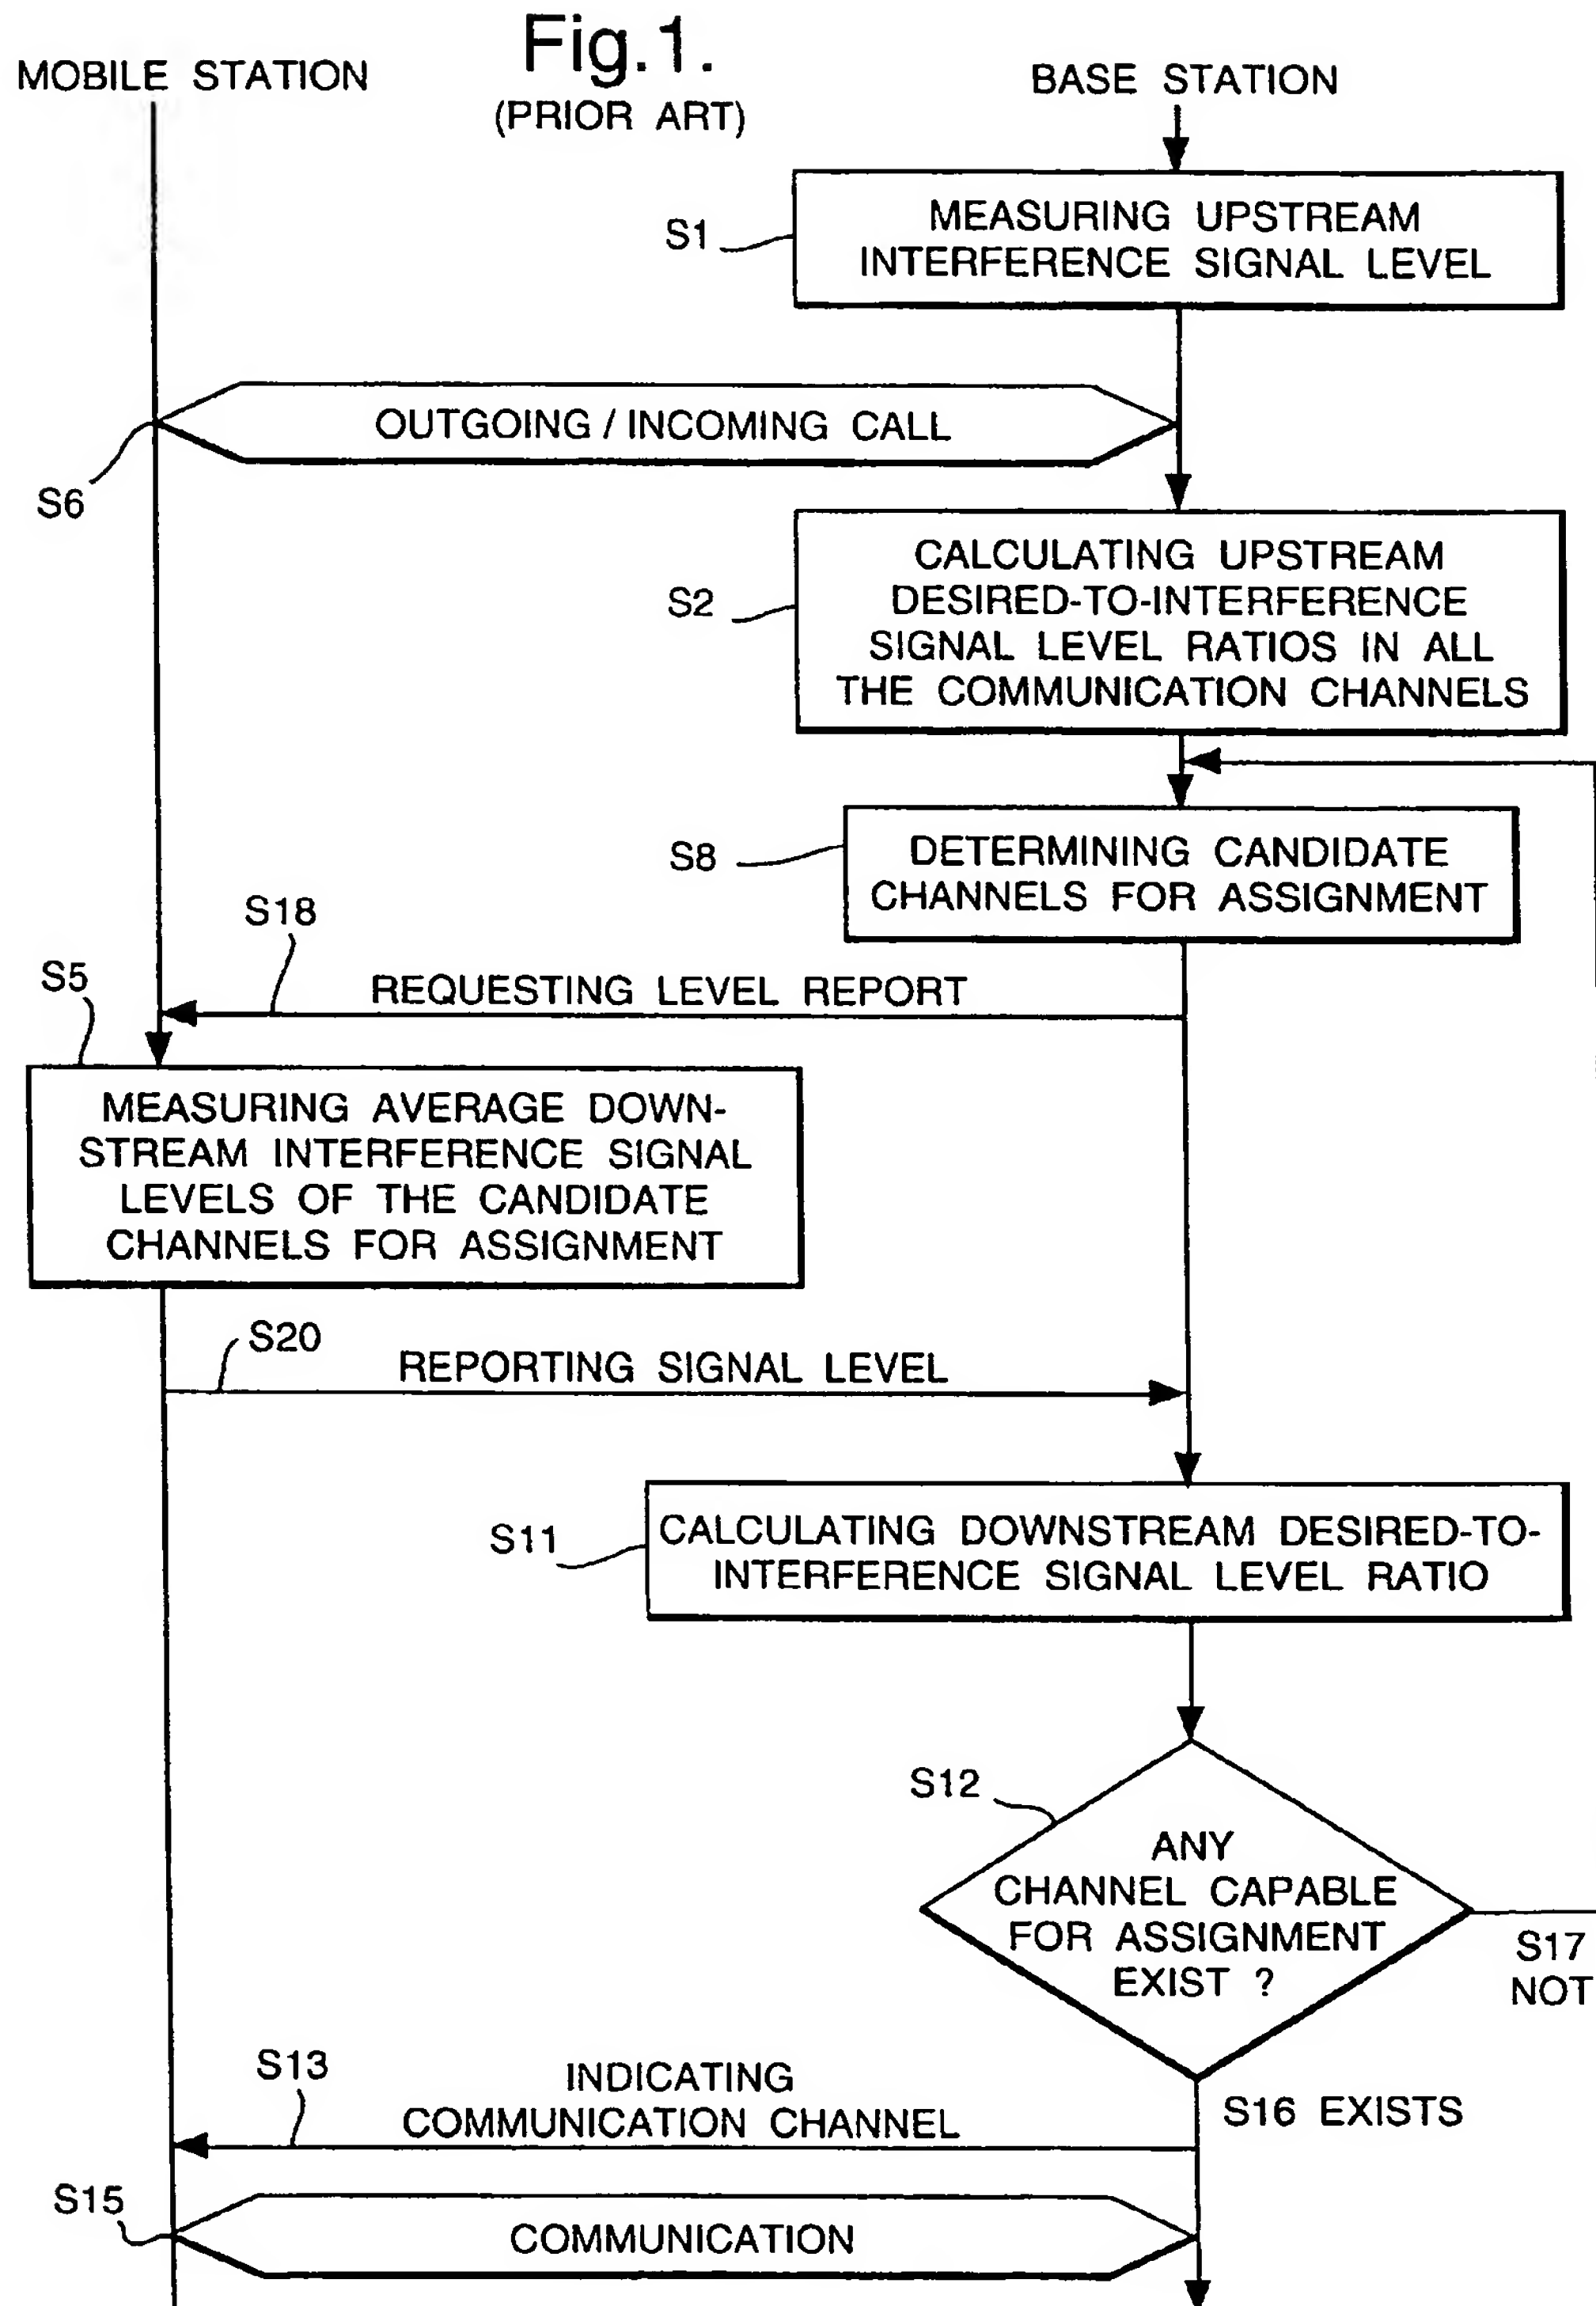 Fig.1.
(PRIOR ART)
MOBILE STATION
BASE STATION
S1
MEASURING UPSTREAM
INTERFERENCE SIGNAL LEVEL
OUTGOING / INCOMING CALL
S6
S2
CALCULATING UPSTREAM
DESIRED-TO-INTERFERENCE
SIGNAL LEVEL RATIOS IN ALL
THE COMMUNICATION CHANNELS
S8
DETERMINING CANDIDATE
CHANNELS FOR ASSIGNMENT
S18
REQUESTING LEVEL REPORT
S5
MEASURING AVERAGE DOWN-
STREAM INTERFERENCE SIGNAL
LEVELS OF THE CANDIDATE
CHANNELS FOR ASSIGNMENT
S20
REPORTING SIGNAL LEVEL
S11
CALCULATING DOWNSTREAM DESIRED-TO-
INTERFERENCE SIGNAL LEVEL RATIO
S12
ANY
CHANNEL CAPABLE
FOR ASSIGNMENT
EXIST ?
S17
NOT
S13
INDICATING
COMMUNICATION CHANNEL
S16 EXISTS
S15
COMMUNICATION